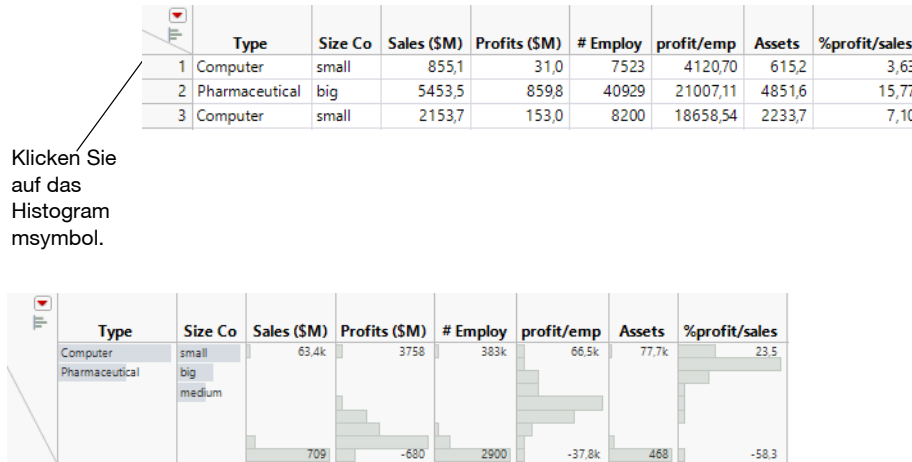 Type Size Co Sales ($M) Profits ($M) # Employ profit/emp Assets %profit/sales
1 Computer small 855,1 31,0 7523 4120,70 615,2 3,63
2 Pharmaceutical big 5453,5 859,8 40929 21007,11 4851,6 15,77
3 Computer small 2153,7 153,0 8200 18658,54 2233,7 7,10
Klicken Sie
auf das
Histogram
msymbol.
Type Size Co Sales ($M) Profits ($M) # Employ profit/emp Assets %profit/sales
Computer small 63,4k 3758 383k 66,5k 77,7k 23,5
Pharmaceutical big
medium
709 -680 2900 -37,8k 468 -58,3